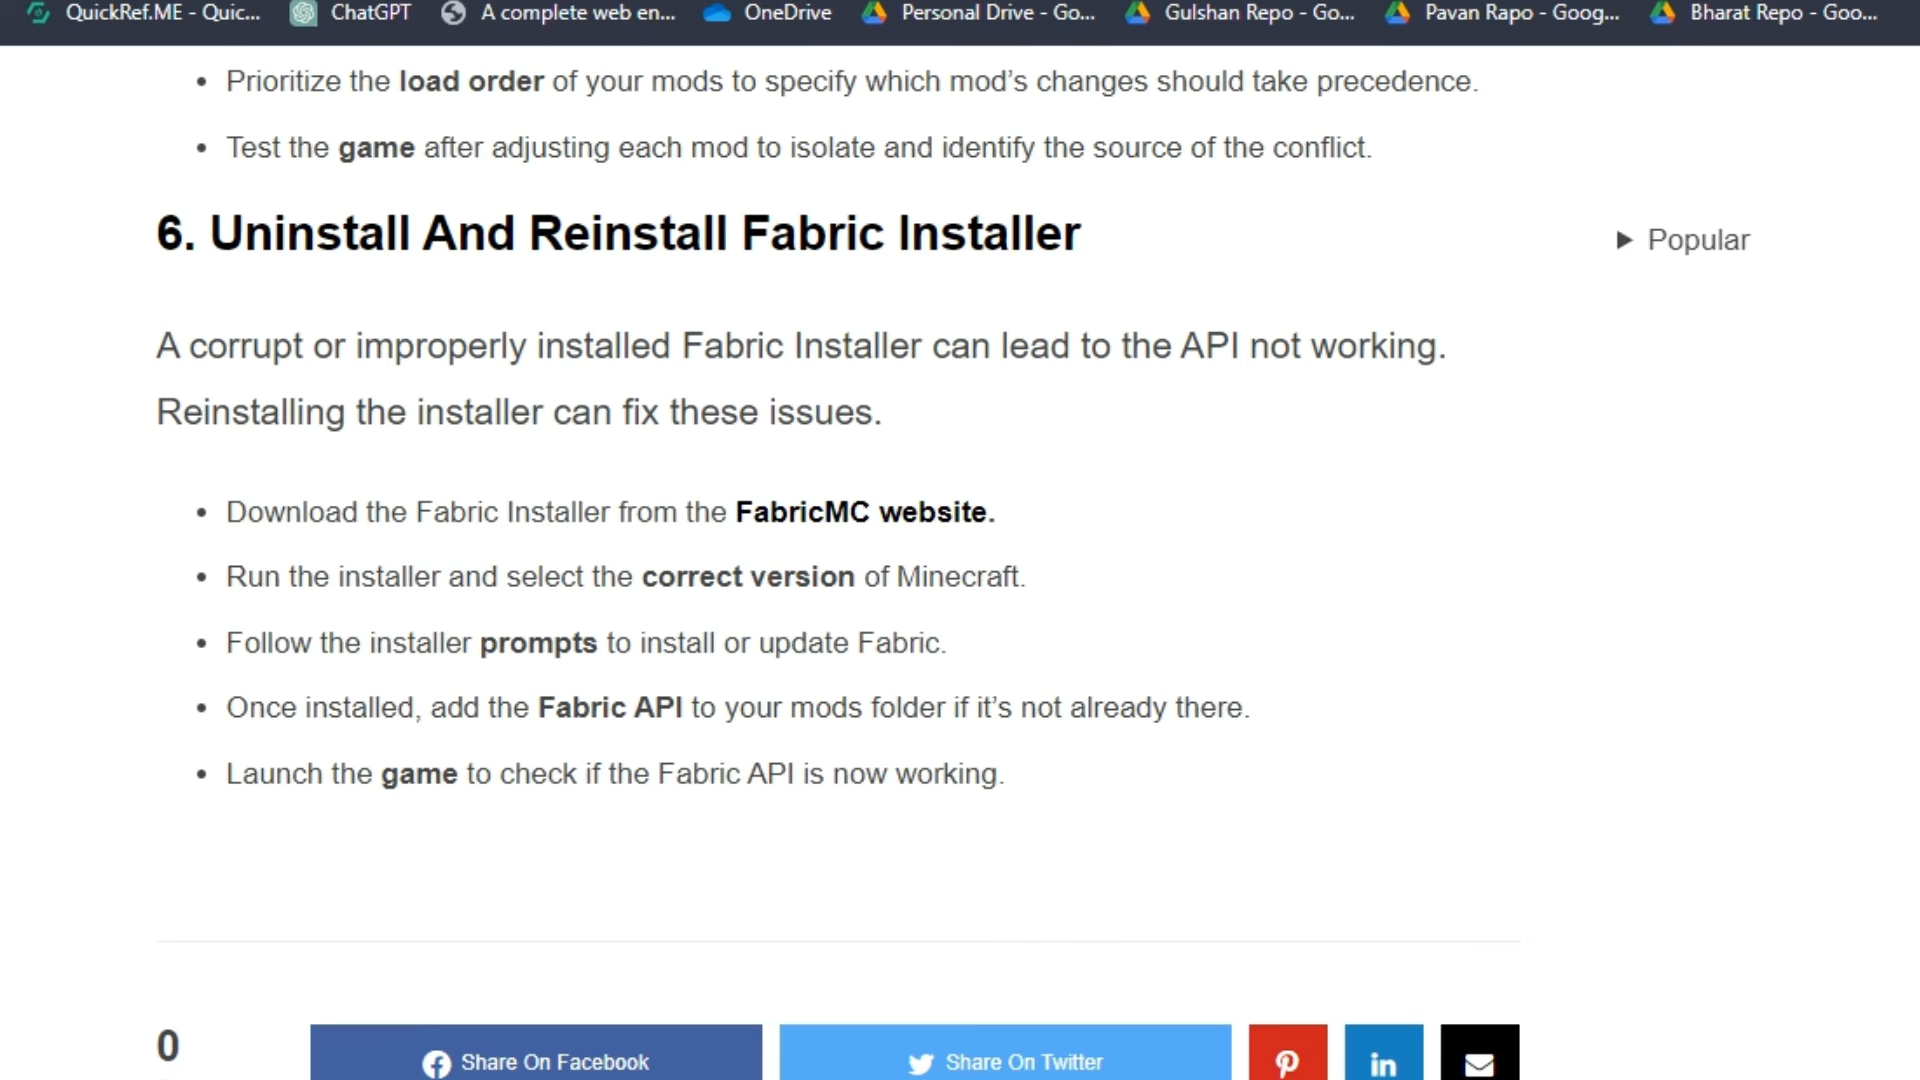 QuickRef.ME - Quic... ChatGPT A complete web en... OneDrive Personal Drive - Go... Gulshan Repo - Go... Pavan Rapo - Goog... Bharat Repo - Goo...
• Prioritize the load order of your mods to specify which mod’s changes should take precedence.
• Test the game after adjusting each mod to isolate and identify the source of the conflict.
6. Uninstall And Reinstall Fabric Installer
▶ Popular
A corrupt or improperly installed Fabric Installer can lead to the API not working.
Reinstalling the installer can fix these issues.
• Download the Fabric Installer from the FabricMC website.
• Run the installer and select the correct version of Minecraft.
• Follow the installer prompts to install or update Fabric.
• Once installed, add the Fabric API to your mods folder if it’s not already there.
• Launch the game to check if the Fabric API is now working.
0
Share On Facebook Share On Twitter